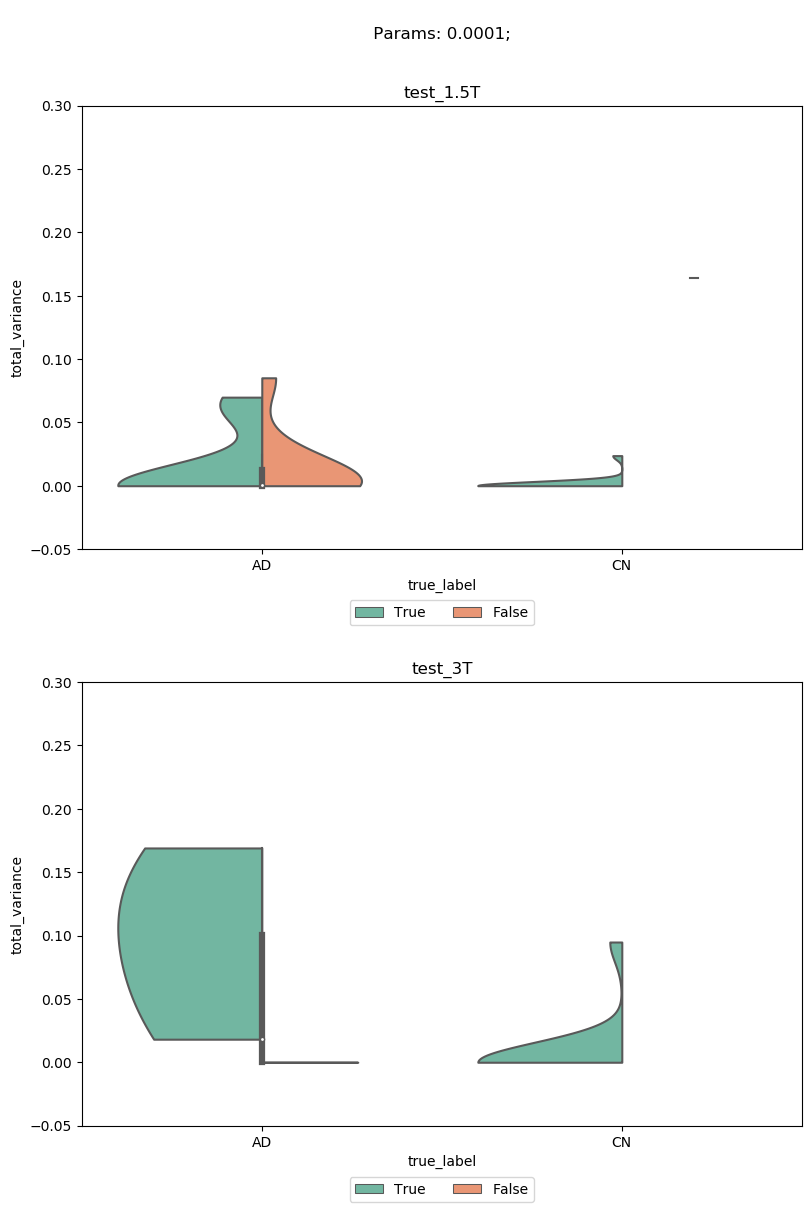 Params: 0.0001;
test_1.5T
0.30
0.25
0.20
0.15
0.10
0.05
0.00
−0.05
total_variance
AD CN
true_label
True False
test_3T
0.30
0.25
0.20
0.15
0.10
0.05
0.00
−0.05
total_variance
AD CN
true_label
True False